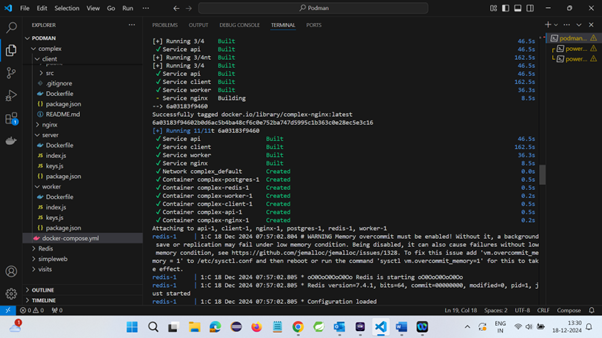 File Edit Selection View Go Run ...
Podman
EXPLORER
PODMAN
complex
client
src
.gitignore
Dockerfile
package.json
README.md
nginx
server
Dockerfile
index.js
keys.js
package.json
worker
Dockerfile
index.js
keys.js
package.json
docker-compose.yml
Redis
simpleweb
visits
OUTLINE
TIMELINE
PROBLEMS OUTPUT DEBUG CONSOLE TERMINAL PORTS
[+] Running 3/4 Built 46.5s
✓ Service api Built 46.5s
[+] Running 3/4nt Built 162.5s
[+] Running 3/4 Built 46.5s
✓ Service api Built 46.5s
✓ Service client Built 162.5s
✓ Service worker Built 36.3s
- Service nginx Building 8.5s
--> 6a03183f9460
Successfully tagged docker.io/library/complex-nginx:latest
[+] Running 11/11t 6a03183f9460
✓ Service api Built 46.5s
✓ Service client Built 162.5s
✓ Service worker Built 36.3s
✓ Service nginx Built 8.5s
✓ Network complex_default Created 0.0s
✓ Container complex-postgres-1 Created 0.5s
✓ Container complex-redis-1 Created 0.5s
✓ Container complex-worker-1 Created 0.2s
✓ Container complex-client-1 Created 0.5s
✓ Container complex-api-1 Created 0.5s
✓ Container complex-nginx-1 Created 0.2s
Attaching to api-1, client-1, nginx-1, postgres-1, redis-1, worker-1
redis-1 | 1:C 18 Dec 2024 07:57:02.804 # WARNING Memory overcommit must be enabled! Without it, a background
save or replication may fail under low memory condition. Being disabled, it can also cause failures without low
memory condition, see https://github.com/jemalloc/jemalloc/issues/1328. To fix this issue add 'vm.overcommit_me
mory = 1' to /etc/sysctl.conf and then reboot or run the command 'sysctl vm.overcommit_memory=1' for this to tak
e effect.
redis-1 | 1:C 18 Dec 2024 07:57:02.805 * oO0OoO0OoO0Oo Redis is starting oO0OoO0OoO0Oo
redis-1 | 1:C 18 Dec 2024 07:57:02.805 * Redis version=7.4.1, bits=64, commit=00000000, modified=0, pid=1, j
ust started
redis-1 | 1:C 18 Dec 2024 07:57:02.805 * Configuration loaded
podman...
power...
power...
0 0 0 Ln 19, Col 18 Spaces: 2 UTF-8 CRLF Compose
ENG
IN
13:30
18-12-2024